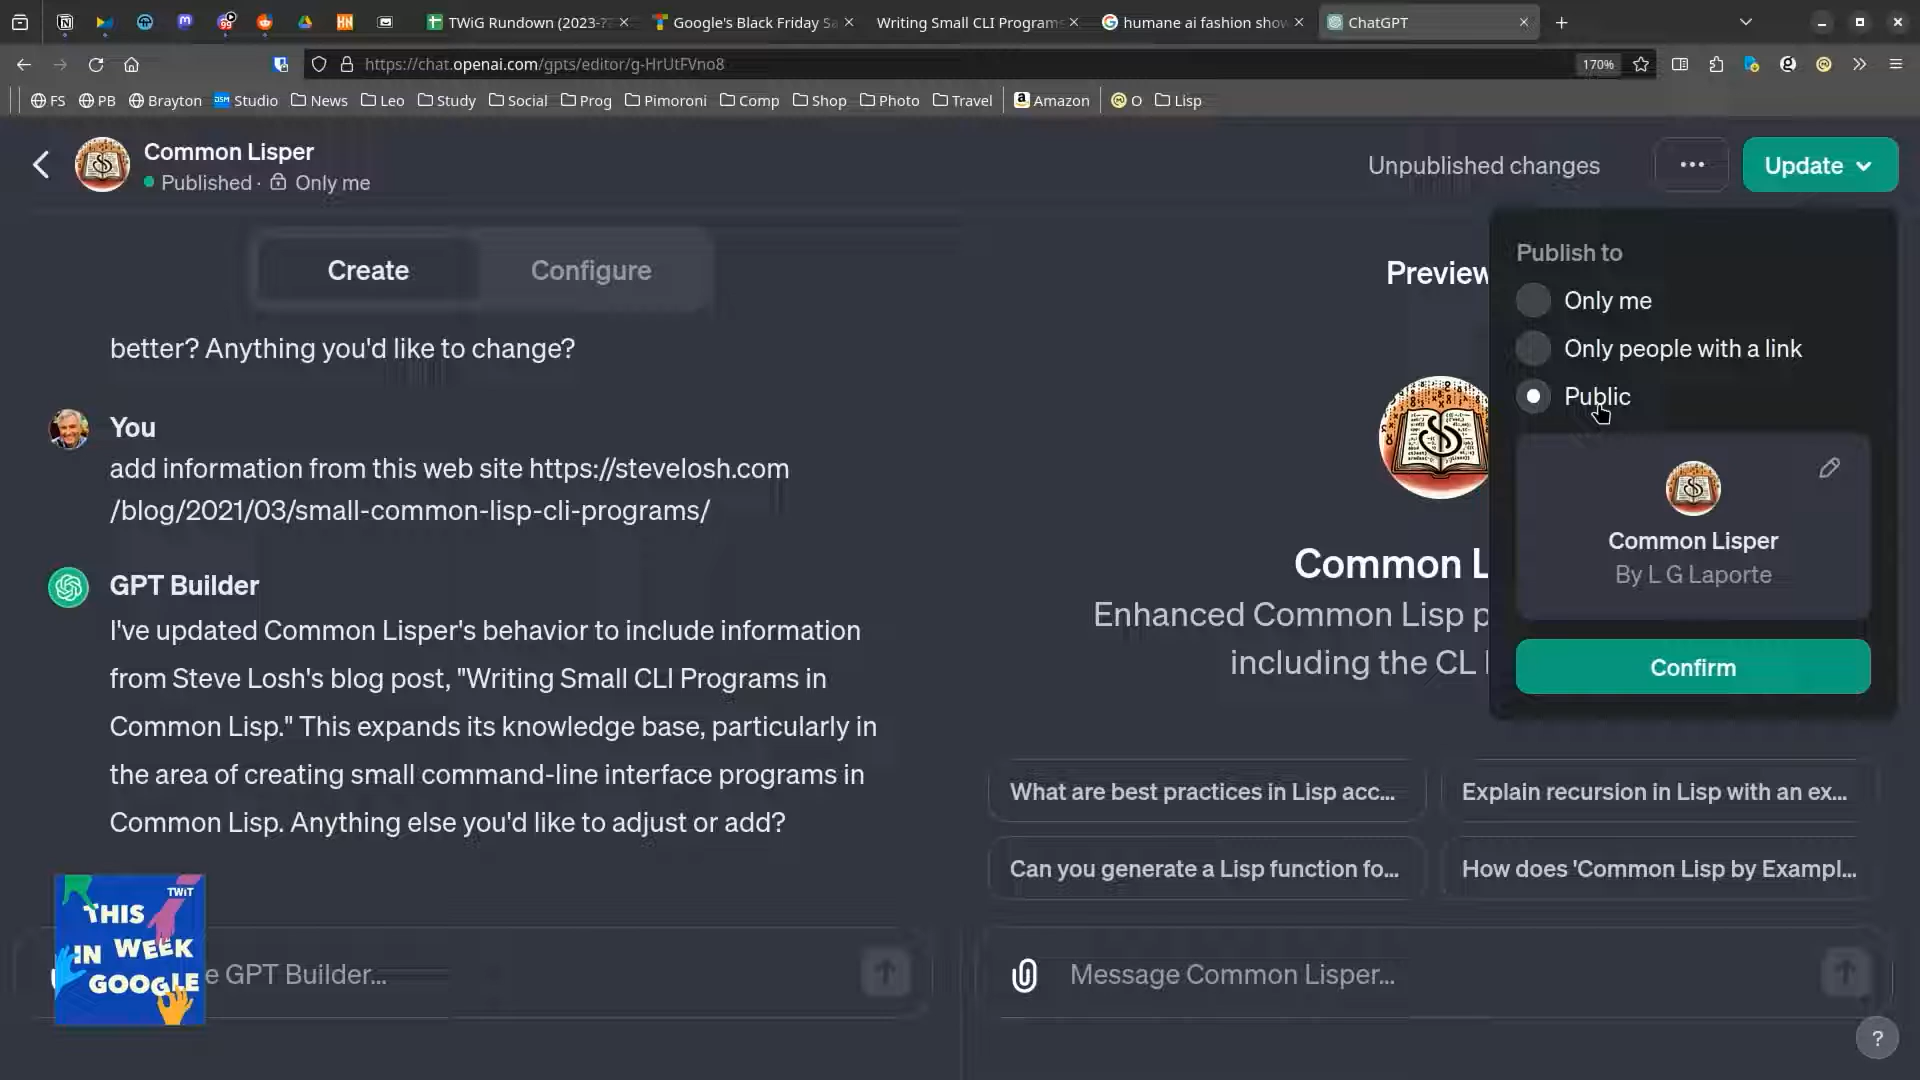 TWiG Rundown (2023-?
Google's Black Friday Sa
Writing Small CLI Programs
humane ai fashion show
ChatGPT
https://chat.openai.com/gpts/editor/g-HrUtFVno8
170%
FS
PB
Brayton
Studio
News
Leo
Study
Social
Prog
Pimoroni
Comp
Shop
Photo
Travel
Amazon
O
Lisp
Common Lisper
Published · Only me
Unpublished changes
...
Update
Create
Configure
better? Anything you'd like to change?
You
add information from this web site https://stevelosh.com
/blog/2021/03/small-common-lisp-cli-programs/
GPT Builder
I've updated Common Lisper's behavior to include information
from Steve Losh's blog post, "Writing Small CLI Programs in
Common Lisp." This expands its knowledge base, particularly in
the area of creating small command-line interface programs in
Common Lisp. Anything else you'd like to adjust or add?
e GPT Builder...
TWiT
THIS
IN WEEK
GOOGLE
Preview
Common L
Enhanced Common Lisp p
including the CL
Publish to
Only me
Only people with a link
Public
Common Lisper
By L G Laporte
Confirm
What are best practices in Lisp acc...
Explain recursion in Lisp with an ex...
Can you generate a Lisp function fo...
How does 'Common Lisp by Exampl...
Message Common Lisper...
?